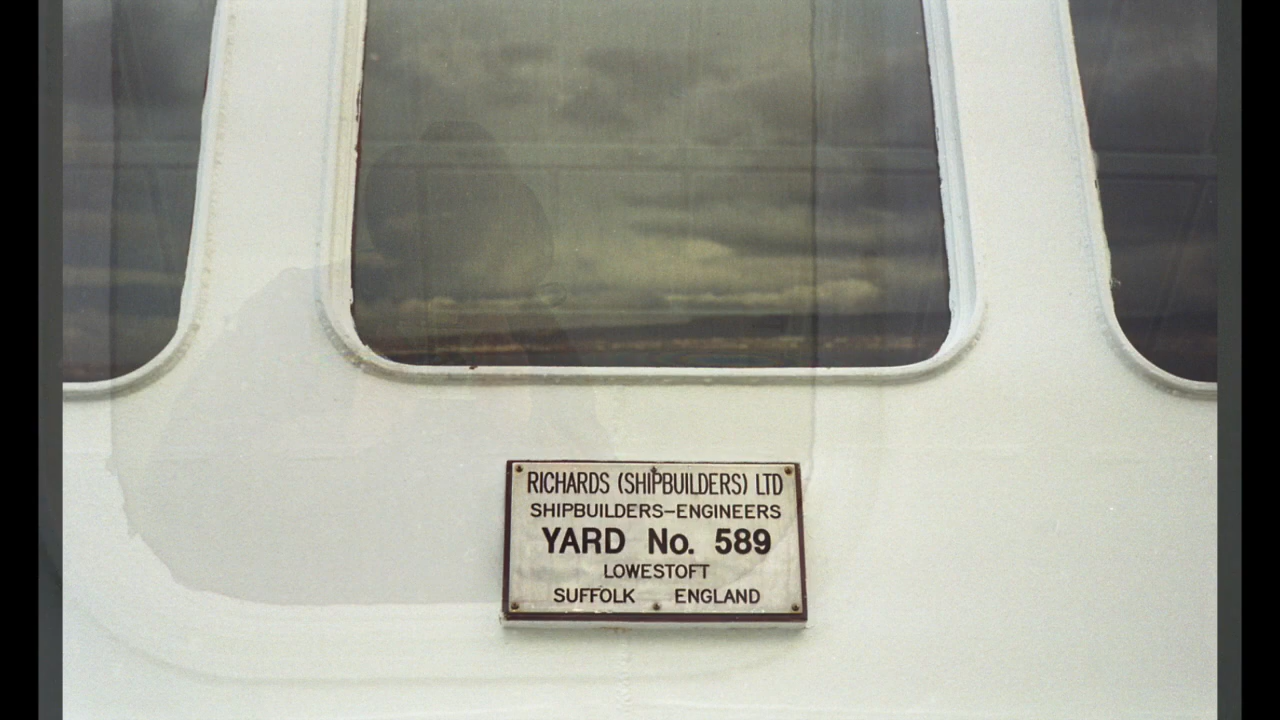 RICHARDS (SHIPBUILDERS) LTD
SHIPBUILDERS–ENGINEERS
YARD No. 589
LOWESTOFT
SUFFOLK ENGLAND